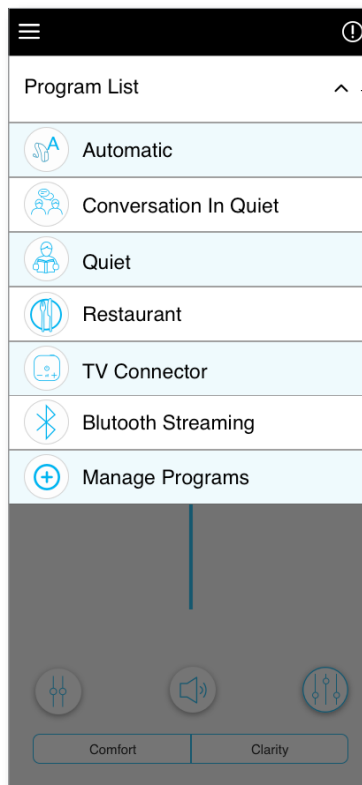 Program List
A
Automatic
Conversation In Quiet
Quiet
Restaurant
TV Connector
Blutooth Streaming
Manage Programs
Comfort Clarity